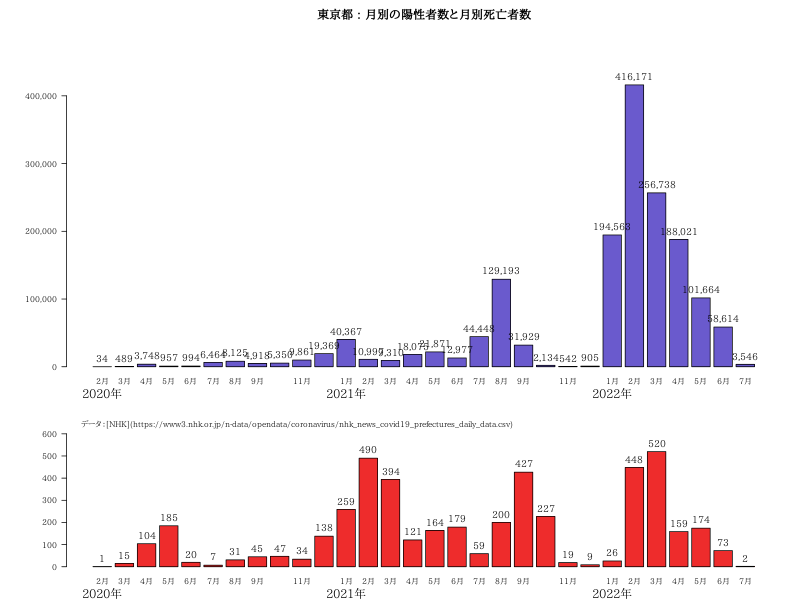 東京都：月別の陽性者数と月別死亡者数
416,171
400,000
300,000
256,738
200,000
194,563
188,021
129,193
100,000
101,664
58,614
44,448
40,367
31,929
34 489 3,748 957 994 6,464 8,125 4,918 5,350 9,861 19,369 10,997 9,310 18,075 21,871 12,977 2,134 542 905 3,546
0
2月 3月 4月 5月 6月 7月 8月 9月 11月 1月 2月 3月 4月 5月 6月 7月 8月 9月 11月 1月 2月 3月 4月 5月 6月 7月
2020年 2021年 2022年
データ:[NHK](https://www3.nhk.or.jp/n-data/opendata/coronavirus/nhk_news_covid19_prefectures_daily_data.csv)
600
500
400
300
200
100
0
1 15 104 185 20 7 31 45 47 34 138 259 490 394 121 164 179 59 200 427 227 19 9 26 448 520 159 174 73 2
2月 3月 4月 5月 6月 7月 8月 9月 11月 1月 2月 3月 4月 5月 6月 7月 8月 9月 11月 1月 2月 3月 4月 5月 6月 7月
2020年 2021年 2022年